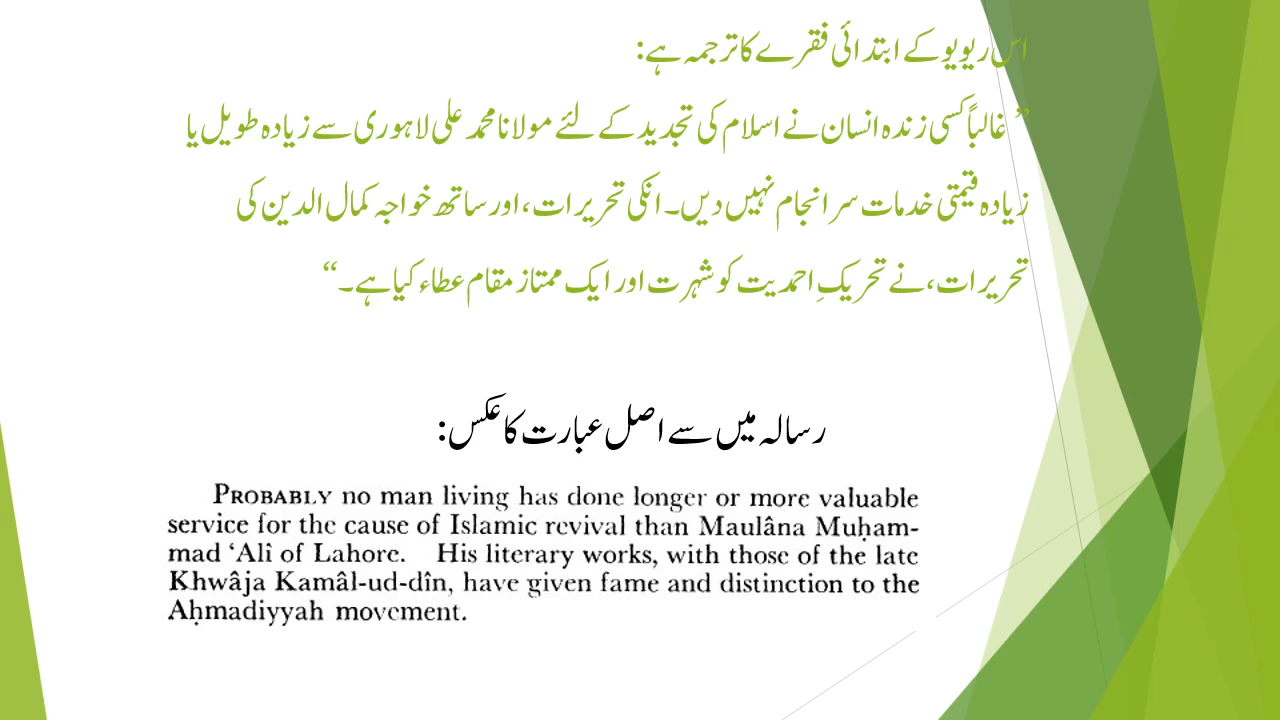 اس ریویو کے ابتدائی فقرے کا ترجمہ ہے:
”غالباً کسی زندہ انسان نے اسلام کی تجدید کے لئے مولانا محمد علی لاہوری سے زیادہ طویل یا
زیادہ قیمتی خدمات سر انجام نہیں دیں۔ انکی تحریرات، اور ساتھ خواجہ کمال الدین کی
تحریرات، نے تحریکِ احمدیت کو شہرت اور ایک ممتاز مقام عطاء کیا ہے۔“
رسالہ میں سے اصل عبارت کا عکس:
PROBABLY no man living has done longer or more valuable
service for the cause of Islamic revival than Maulâna Muḥam-
mad ‘Alî of Lahore. His literary works, with those of the late
Khwâja Kamâl-ud-dîn, have given fame and distinction to the
Aḥmadiyyah movement.